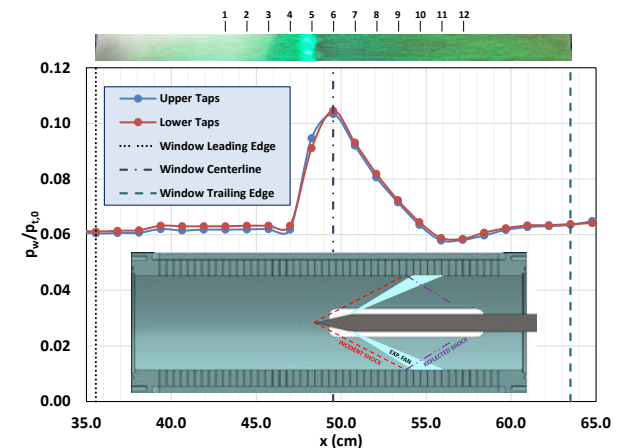 1 2 3 4 5 6 7 8 9 10 11 12
0.12
0.10
0.08
0.06
0.04
0.02
0.00
p_w/p_t,0
Upper Taps
Lower Taps
Window Leading Edge
Window Centerline
Window Trailing Edge
INCIDENT SHOCK
EXP. FAN
REFLECTED SHOCK
35.0 40.0 45.0 50.0 55.0 60.0 65.0
x (cm)